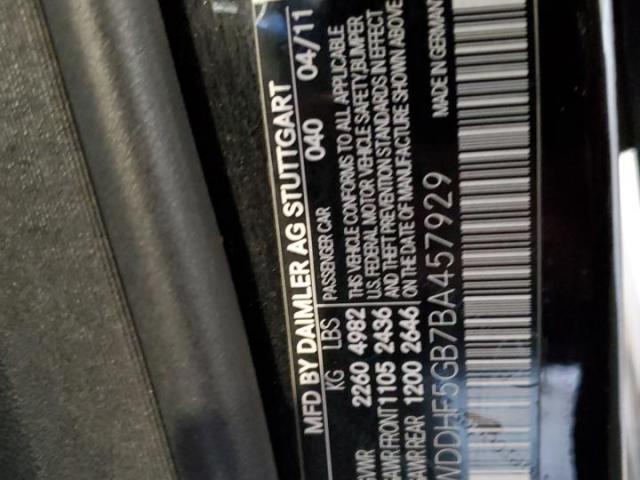 MFD BY DAIMLER AG STUTTGART
040 04/11
KG LBS PASSENGER CAR
GVWR 2260 4982 THIS VEHICLE CONFORMS TO ALL APPLICABLE
GAWR FRONT 1105 2436 U.S. FEDERAL MOTOR VEHICLE SAFETY, BUMPER
GAWR REAR 1200 2646 AND THEFT PREVENTION STANDARDS IN EFFECT
ON THE DATE OF MANUFACTURE SHOWN ABOVE
MADE IN GERMANY
WDDHF5GB7BA457929